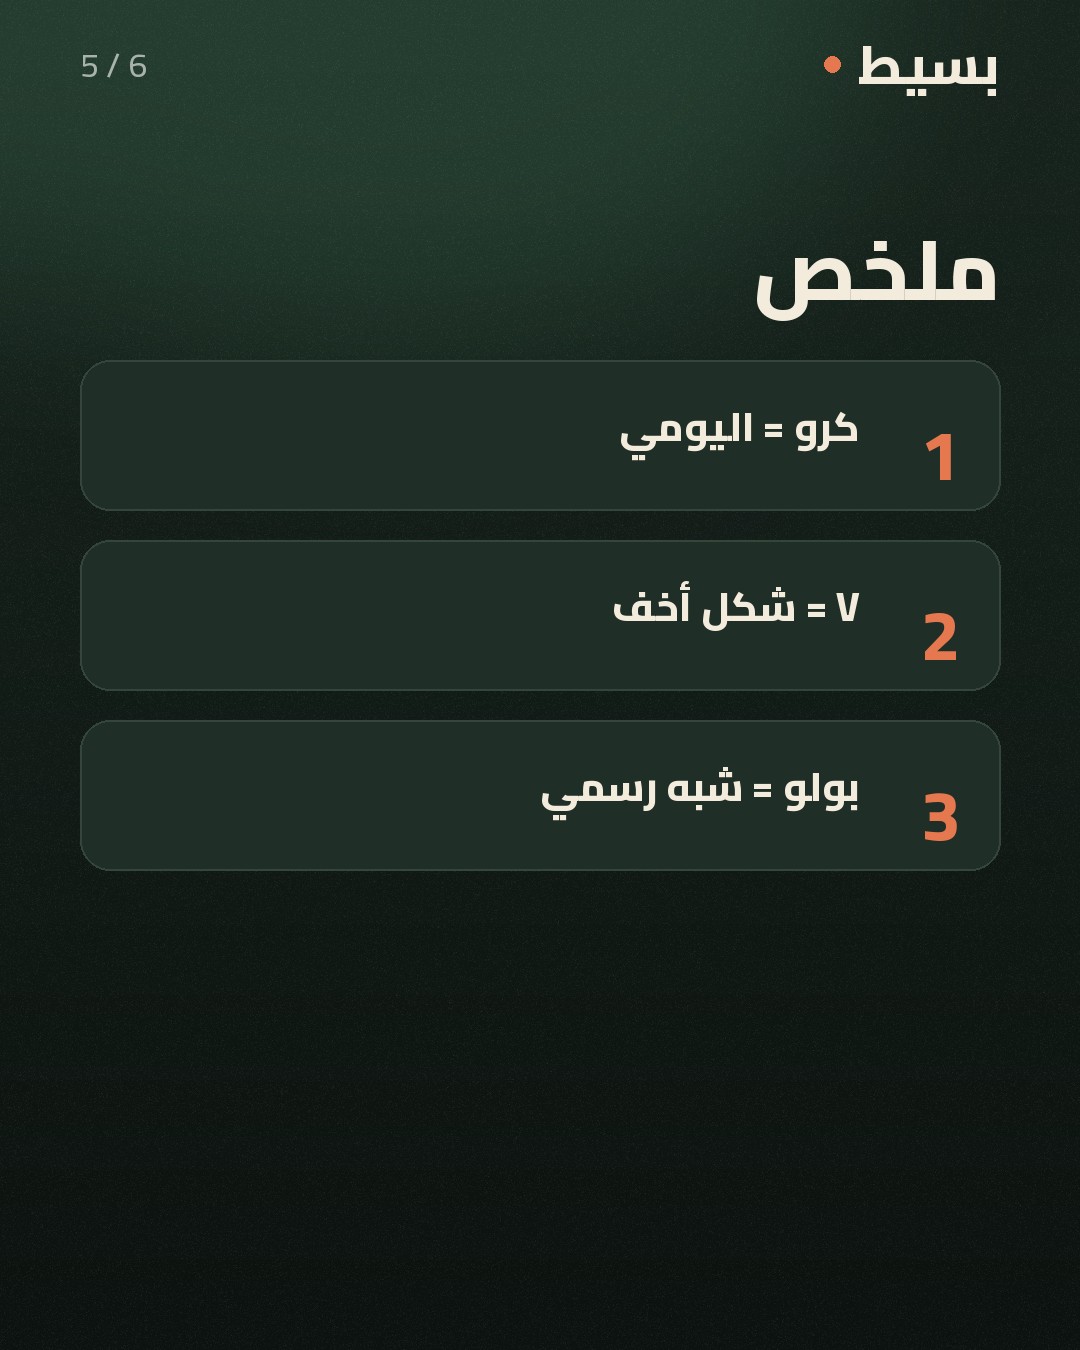 بسيط
5 / 6
ملخص
1
كرو = اليومي
2
V = شكل أخف
3
بولو = شبه رسمي